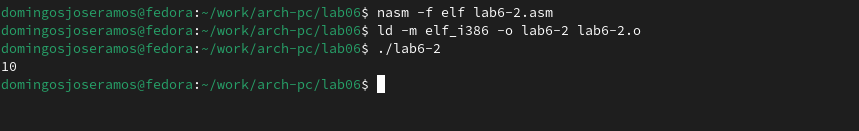 domingosjoseramos@fedora:~/work/arch-pc/lab06$ nasm -f elf lab6-2.asm
domingosjoseramos@fedora:~/work/arch-pc/lab06$ ld -m elf_i386 -o lab6-2 lab6-2.o
domingosjoseramos@fedora:~/work/arch-pc/lab06$ ./lab6-2
10
domingosjoseramos@fedora:~/work/arch-pc/lab06$